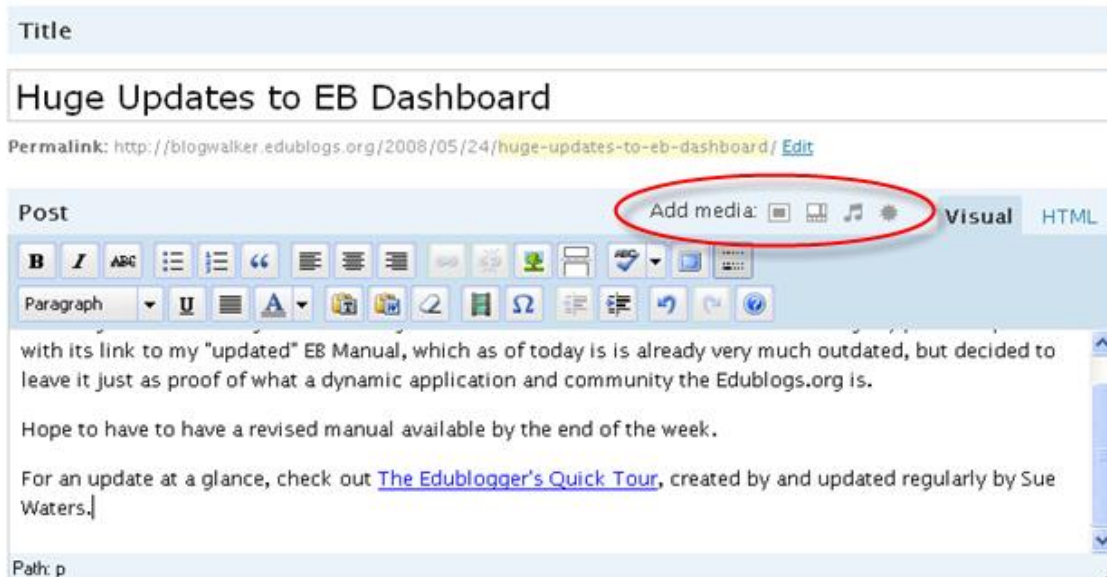 Title
Huge Updates to EB Dashboard
Permalink: http://blogwalker.edublogs.org/2008/05/24/huge-updates-to-eb-dashboard/ Edit
Post Add media: Visual HTML
B I ABC ABC
Paragraph U A T W Ω
with its link to my "updated" EB Manual, which as of today is is already very much outdated, but decided to
leave it just as proof of what a dynamic application and community the Edublogs.org is.
Hope to have to have a revised manual available by the end of the week.
For an update at a glance, check out The Edublogger's Quick Tour, created by and updated regularly by Sue
Waters.
Path: p